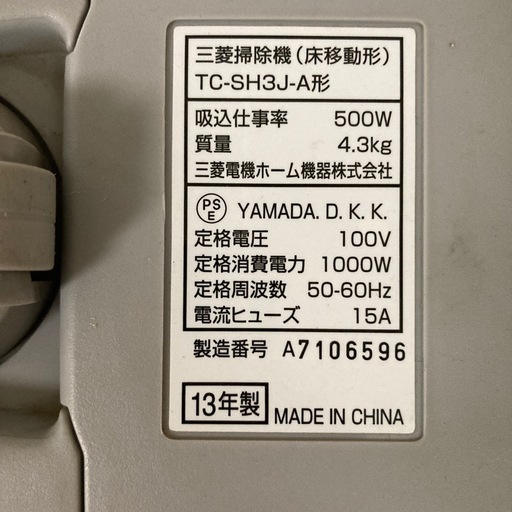 三菱掃除機（床移動形）
TC-SH3J-A形
吸込仕事率 500W
質量 4.3kg
三菱電機ホーム機器株式会社
PSE YAMADA. D. K. K.
定格電圧 100V
定格消費電力 1000W
定格周波数 50-60Hz
電流ヒューズ 15A
製造番号 A7106596
13年製 MADE IN CHINA